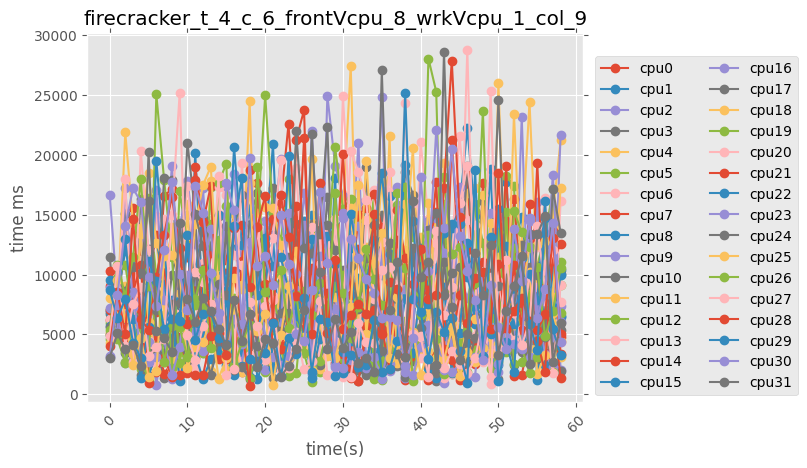 firecracker_t_4_c_6_frontVcpu_8_wrkVcpu_1_col_9
30000
25000
20000
15000
10000
5000
0
time ms
0
10
20
30
40
50
60
time(s)
cpu0
cpu1
cpu2
cpu3
cpu4
cpu5
cpu6
cpu7
cpu8
cpu9
cpu10
cpu11
cpu12
cpu13
cpu14
cpu15
cpu16
cpu17
cpu18
cpu19
cpu20
cpu21
cpu22
cpu23
cpu24
cpu25
cpu26
cpu27
cpu28
cpu29
cpu30
cpu31